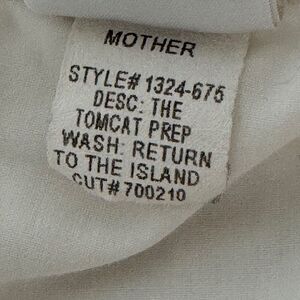 MOTHER
STYLE# 1324-675
DESC: THE
TOMCAT PREP
WASH: RETURN
TO THE ISLAND
CUT# 700210